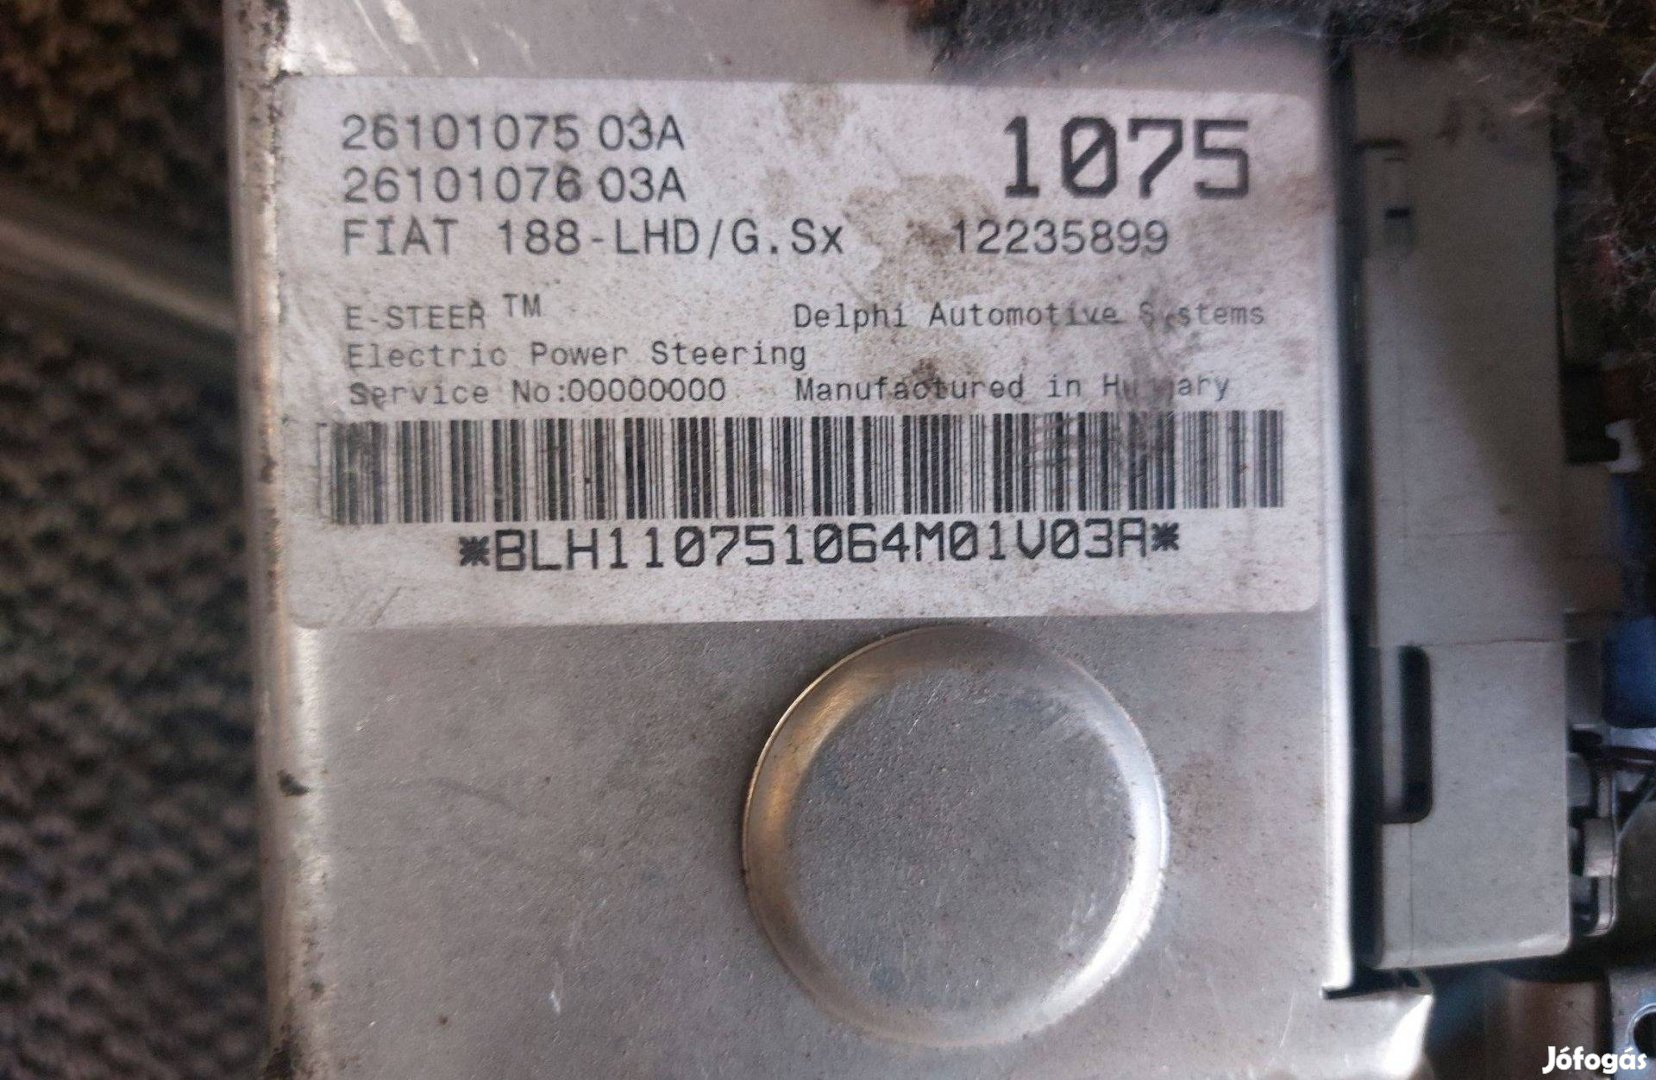 26101075 03A
1075
26101076 03A
FIAT 188-LHD/G.Sx 12235899
E-STEER TM
Delphi Automotive Systems
Electric Power Steering
Service No:00000000 Manufactured in Hungary
*BLH110751064M01V03A*
Jófogás